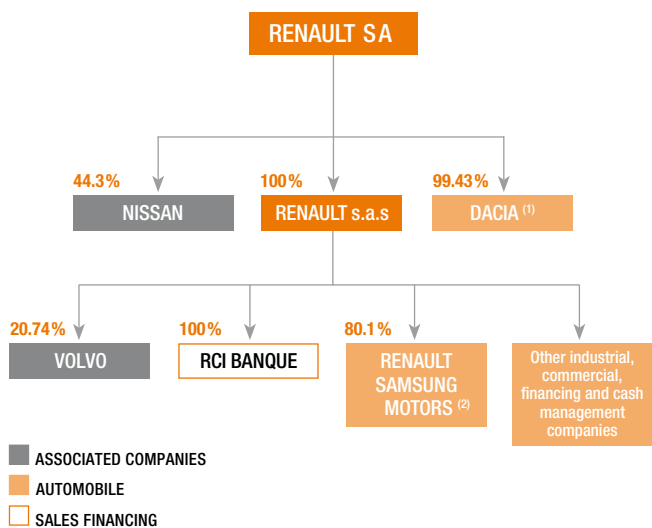 RENAULT SA
44.3%
100%
99.43%
NISSAN
RENAULT s.a.s
DACIA (1)
20.74%
100%
80.1%
VOLVO
RCI BANQUE
RENAULT
SAMSUNG
MOTORS (2)
Other industrial,
commercial,
financing and cash
management
companies
ASSOCIATED COMPANIES
AUTOMOBILE
SALES FINANCING